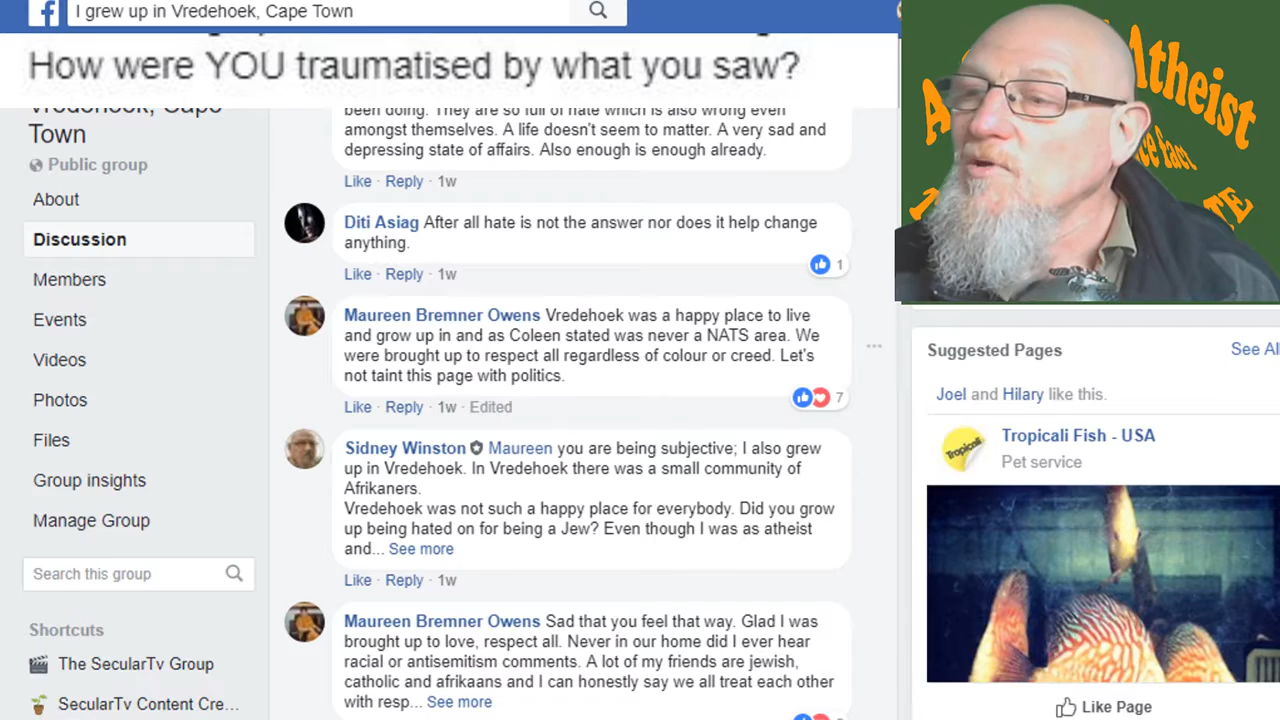 I grew up in Vredehoek, Cape Town
How were YOU traumatised by what you saw?
Vredehoek, Cape
Town
Public group
About
Discussion
Members
Events
Videos
Photos
Files
Group insights
Manage Group
Search this group
Shortcuts
The SecularTv Group
SecularTv Content Cre...
been doing. They are so full of hate which is also wrong even
amongst themselves. A life doesn't seem to matter. A very sad and
depressing state of affairs. Also enough is enough already.
Like · Reply · 1w
Diti Asiag After all hate is not the answer nor does it help change
anything.
1
Like · Reply · 1w
Maureen Bremner Owens Vredehoek was a happy place to live
and grow up in and as Coleen stated was never a NATS area. We
were brought up to respect all regardless of colour or creed. Let's
not taint this page with politics.
7
Like · Reply · 1w · Edited
Sidney Winston Maureen you are being subjective; I also grew
up in Vredehoek. In Vredehoek there was a small community of
Afrikaners.
Vredehoek was not such a happy place for everybody. Did you grow
up being hated on for being a Jew? Even though I was as atheist
and... See more
Like · Reply · 1w
Maureen Bremner Owens Sad that you feel that way. Glad I was
brought up to love, respect all. Never in our home did I ever hear
racial or antisemitism comments. A lot of my friends are jewish,
catholic and afrikaans and I can honestly say we all treat each other
with resp... See more
Atheist
fact
Suggested Pages
See All
Joel and Hilary like this.
Tropicali Fish - USA
Pet service
Tropicali
Like Page